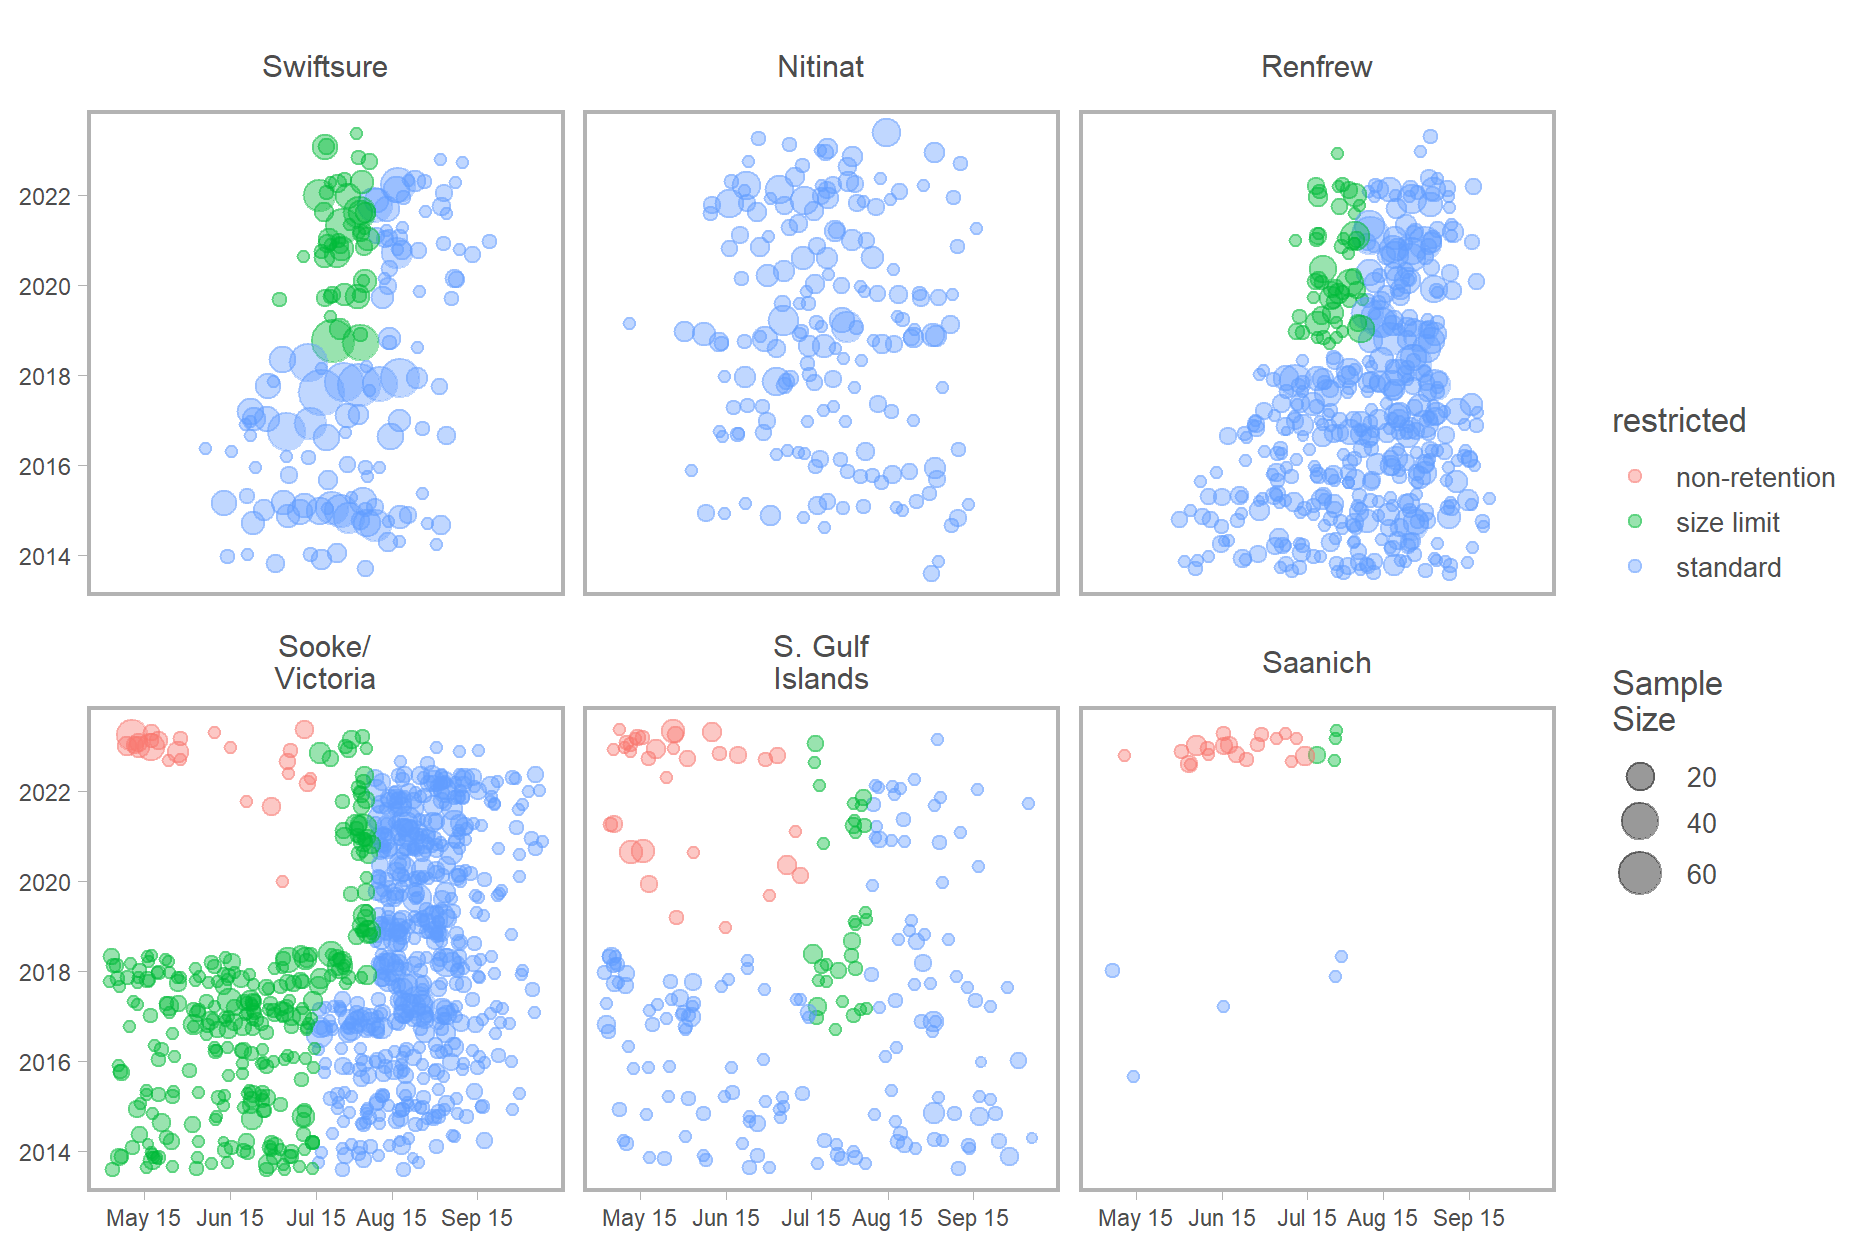 Swiftsure
Nitinat
Renfrew
2022
2020
2018
2016
2014
restricted
non-retention
size limit
standard
Sooke/
Victoria
S. Gulf
Islands
Saanich
Sample
Size
20
40
60
2022
2020
2018
2016
2014
May 15 Jun 15 Jul 15 Aug 15 Sep 15
May 15 Jun 15 Jul 15 Aug 15 Sep 15
May 15 Jun 15 Jul 15 Aug 15 Sep 15